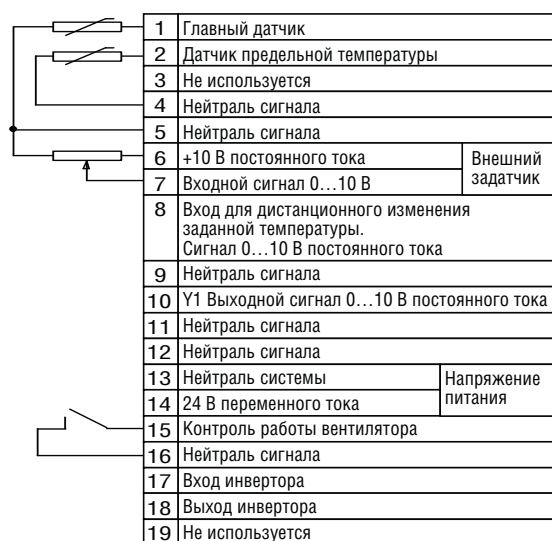 1 Главный датчик
2 Датчик предельной температуры
3 Не используется
4 Нейтраль сигнала
5 Нейтраль сигнала
6 +10 В постоянного тока Внешний
7 Входной сигнал 0…10 В задатчик
8 Вход для дистанционного изменения
заданной температуры.
Сигнал 0…10 В постоянного тока
9 Нейтраль сигнала
10 Y1 Выходной сигнал 0…10 В постоянного тока
11 Нейтраль сигнала
12 Нейтраль сигнала
13 Нейтраль системы Напряжение
14 24 В переменного тока питания
15 Контроль работы вентилятора
16 Нейтраль сигнала
17 Вход инвертора
18 Выход инвертора
19 Не используется